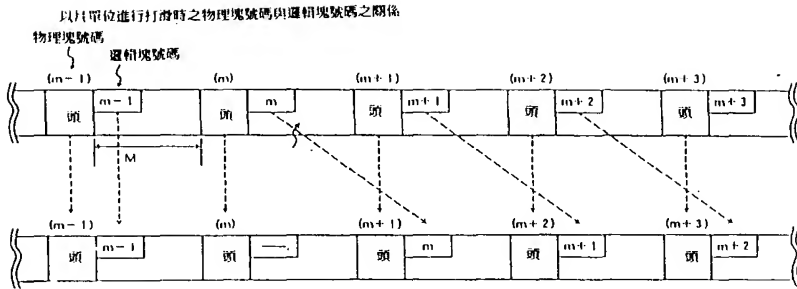 以片單位進行打滑時之物理塊號碼與邏輯塊號碼之關係
物理塊號碼
邏輯塊號碼
(m-1) (m) (m+1) (m+2) (m+3)
頭 m-1 頭 m 頭 m+1 頭 m+2 頭 m+3
M
(m-1) (m) (m+1) (m+2) (m+3)
頭 m-1 頭 頭 m 頭 m+1 頭 m+2